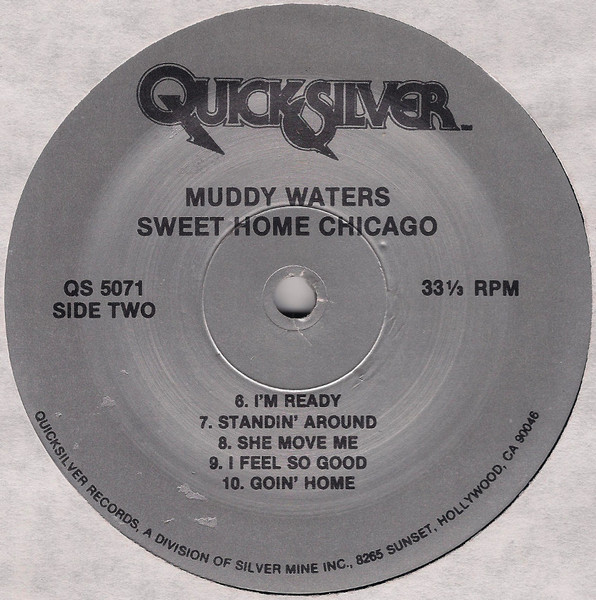 QUICKSILVER™
MUDDY WATERS
SWEET HOME CHICAGO
QS 5071
SIDE TWO
33⅓ RPM
6. I'M READY
7. STANDIN' AROUND
8. SHE MOVE ME
9. I FEEL SO GOOD
10. GOIN' HOME
QUICKSILVER RECORDS, A DIVISION OF SILVER MINE INC., 8265 SUNSET, HOLLYWOOD, CA 90046